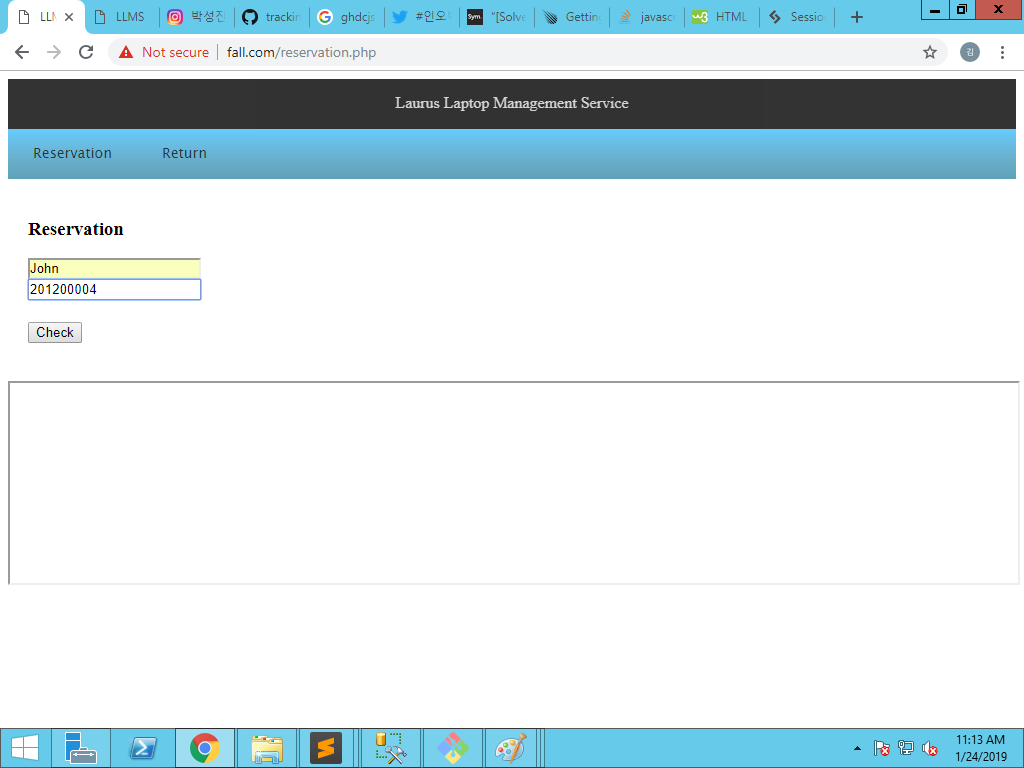 LLM LLMS 박성진 trackin ghdcjs #인오 "[Solve Getting javasc HTML Sessio
Not secure fall.com/reservation.php 김
Laurus Laptop Management Service
Reservation Return
Reservation
John
201200004
Check
11:13 AM
1/24/2019